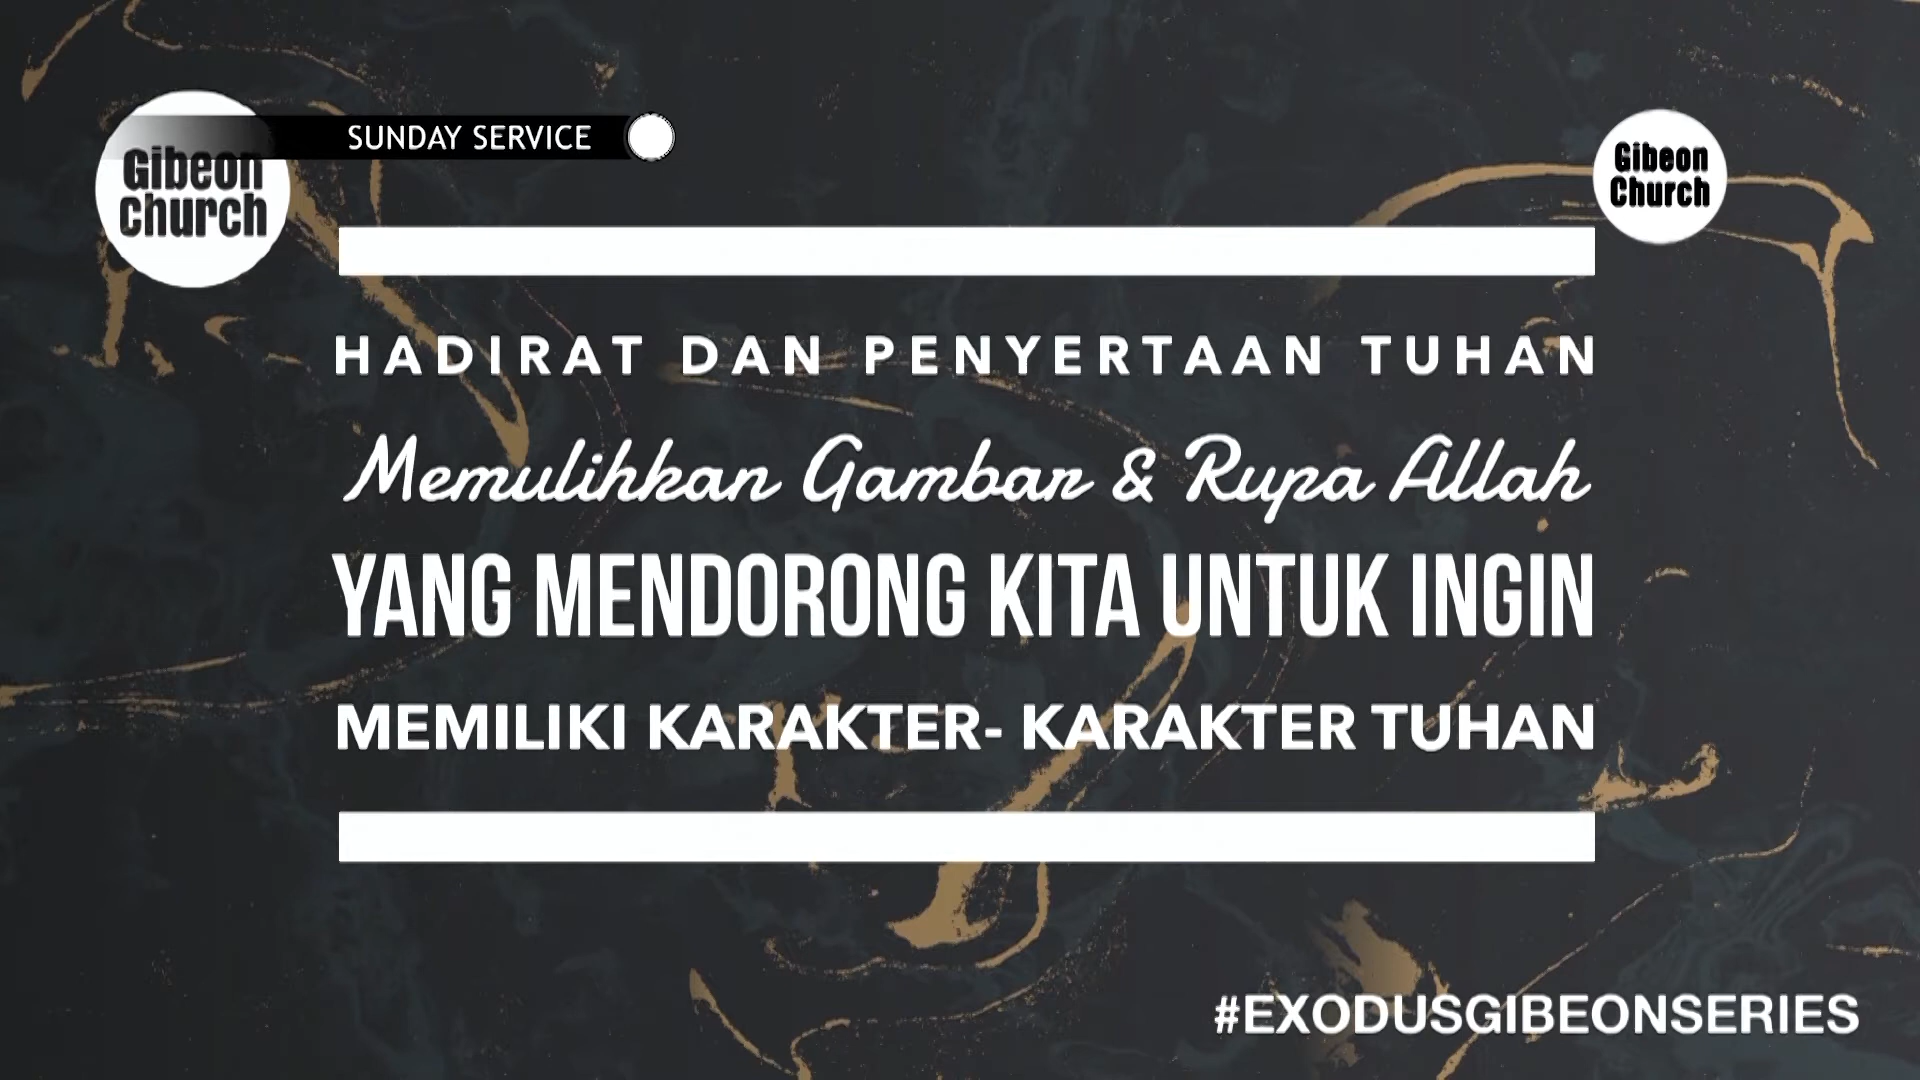 SUNDAY SERVICE
Gibeon
Church
Gibeon
Church
HADIRAT DAN PENYERTAAN TUHAN
Memulihkan Gambar & Rupa Allah
YANG MENDORONG KITA UNTUK INGIN
MEMILIKI KARAKTER- KARAKTER TUHAN
#EXODUSGIBEONSERIES